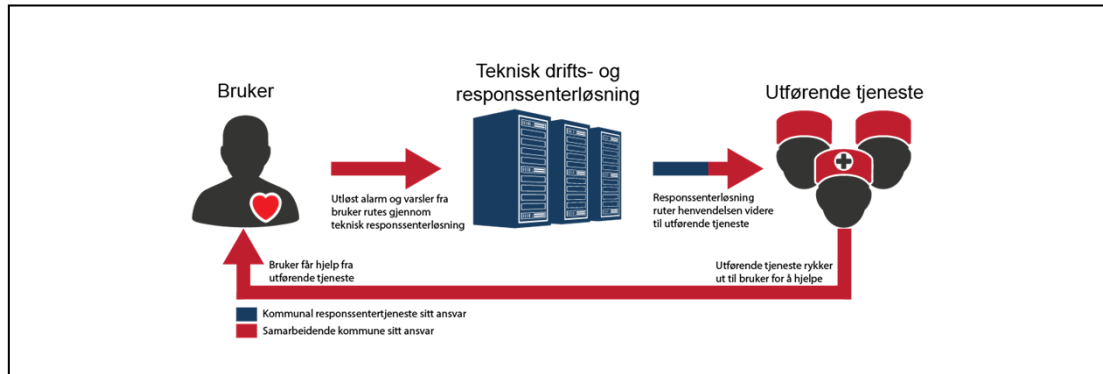 Bruker
Teknisk drifts- og
responssenterløsning
Utførende tjeneste
Utløst alarm og varsler fra
bruker rutes gjennom
teknisk responssenterløsning
Responssenterløsning
ruter henvendelsen videre
til utførende tjeneste
Bruker får hjelp fra
utførende tjeneste
Utførende tjeneste rykker
ut til bruker for å hjelpe
Kommunal responssentertjeneste sitt ansvar
Samarbeidende kommune sitt ansvar